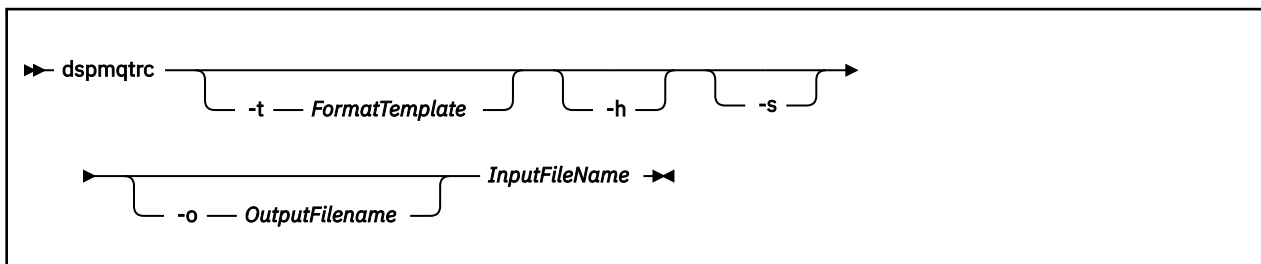 dspmqtrc
-t FormatTemplate
-h
-s
InputFileName
-o OutputFilename